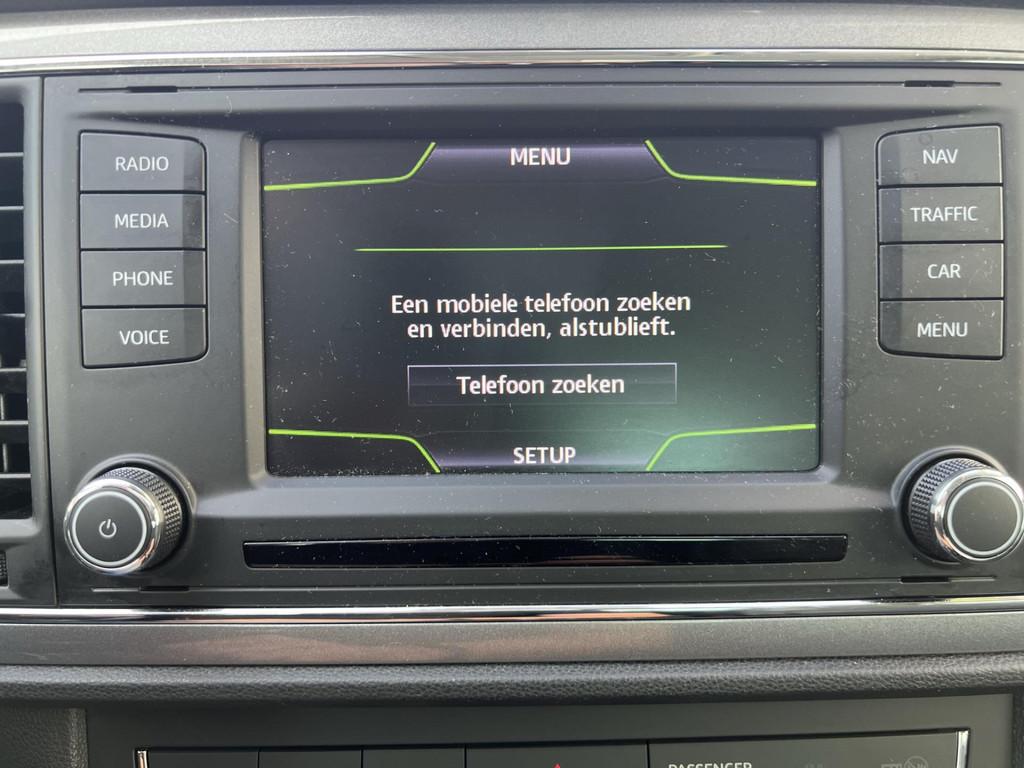 RADIO
MEDIA
PHONE
VOICE
MENU
Een mobiele telefoon zoeken
en verbinden, alstublieft.
Telefoon zoeken
SETUP
NAV
TRAFFIC
CAR
MENU
PASSENGER